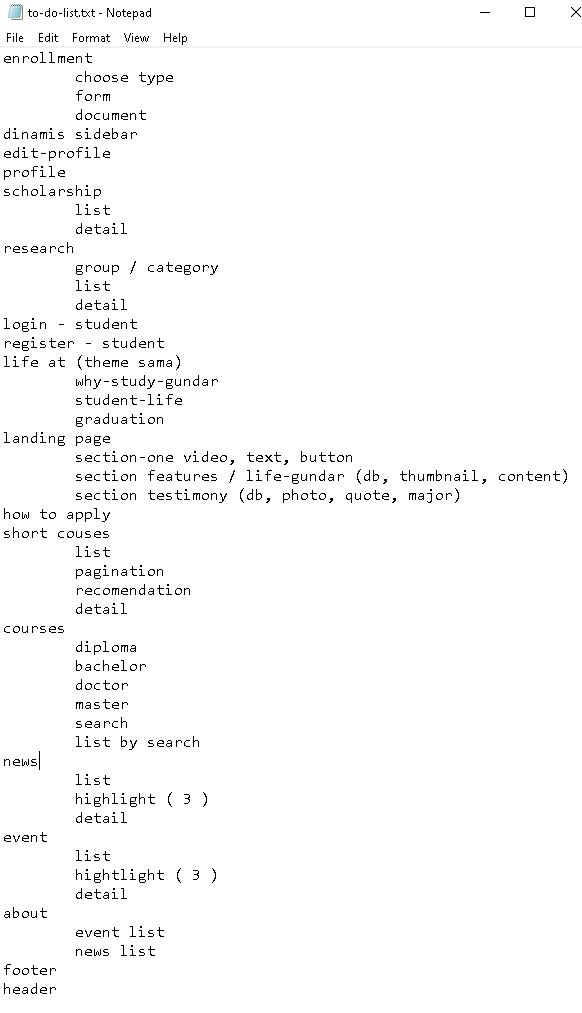 to-do-list.txt - Notepad
File Edit Format View Help
enrollment
choose type
form
document
dinamis sidebar
edit-profile
profile
scholarship
list
detail
research
group / category
list
detail
login - student
register - student
life at (theme sama)
why-study-gundar
student-life
graduation
landing page
section-one video, text, button
section features / life-gundar (db, thumbnail, content)
section testimony (db, photo, quote, major)
how to apply
short couses
list
pagination
recomendation
detail
courses
diploma
bachelor
doctor
master
search
list by search
news
list
highlight ( 3 )
detail
event
list
hightlight ( 3 )
detail
about
event list
news list
footer
header